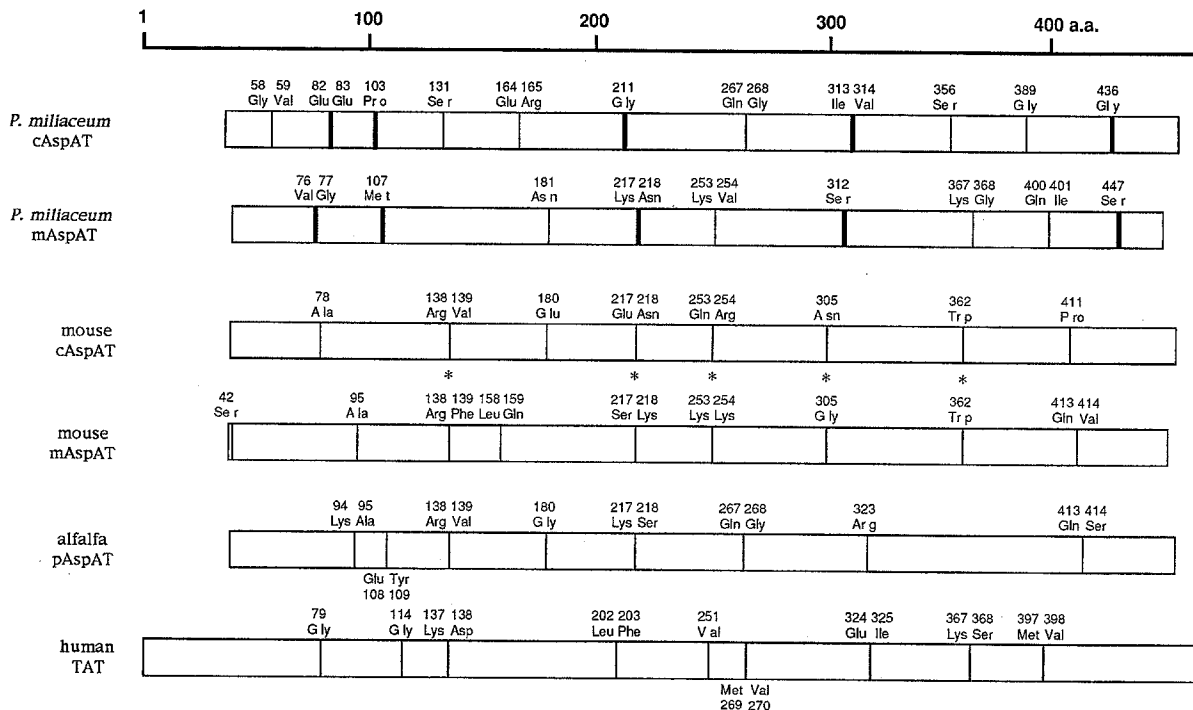 1 100 200 300 400 a.a.
58 59 82 83 103 131 164 165 211 267 268 313 314 356 389 436
Gly Val Glu Glu Pro Ser Glu Arg Gly Gln Gly Ile Val Ser Gly Gly
P. miliaceum
cAspAT
76 77 107 181 217 218 253 254 312 367 368 400 401 447
Val Gly Met Asn Lys Asn Lys Val Ser Lys Gly Gln Ile Ser
P. miliaceum
mAspAT
78 138 139 180 217 218 253 254 305 362 411
Ala Arg Val Glu Glu Asn Gln Arg Asn Trp Pro
mouse
cAspAT
* * * * *
42 95 138 139 158 159 217 218 253 254 305 362 413 414
Ser Ala Arg Phe Leu Gln Ser Lys Lys Lys Gly Trp Gln Val
mouse
mAspAT
94 95 138 139 180 217 218 267 268 323 413 414
Lys Ala Arg Val Gly Lys Ser Gln Gly Arg Gln Ser
alfalfa
pAspAT
Glu Tyr
108 109
79 114 137 138 202 203 251 324 325 367 368 397 398
Gly Gly Lys Asp Leu Phe Val Glu Ile Lys Ser Met Val
human
TAT
Met Val
269 270